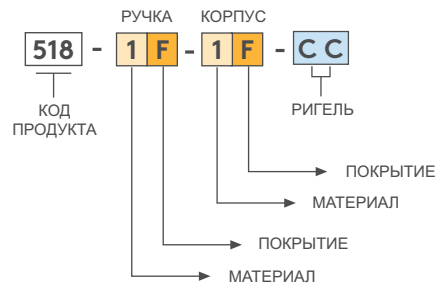 РУЧКА КОРПУС
518 - 1 F - 1 F - C C
КОД
ПРОДУКТА
РИГЕЛЬ
ПОКРЫТИЕ
МАТЕРИАЛ
ПОКРЫТИЕ
МАТЕРИАЛ